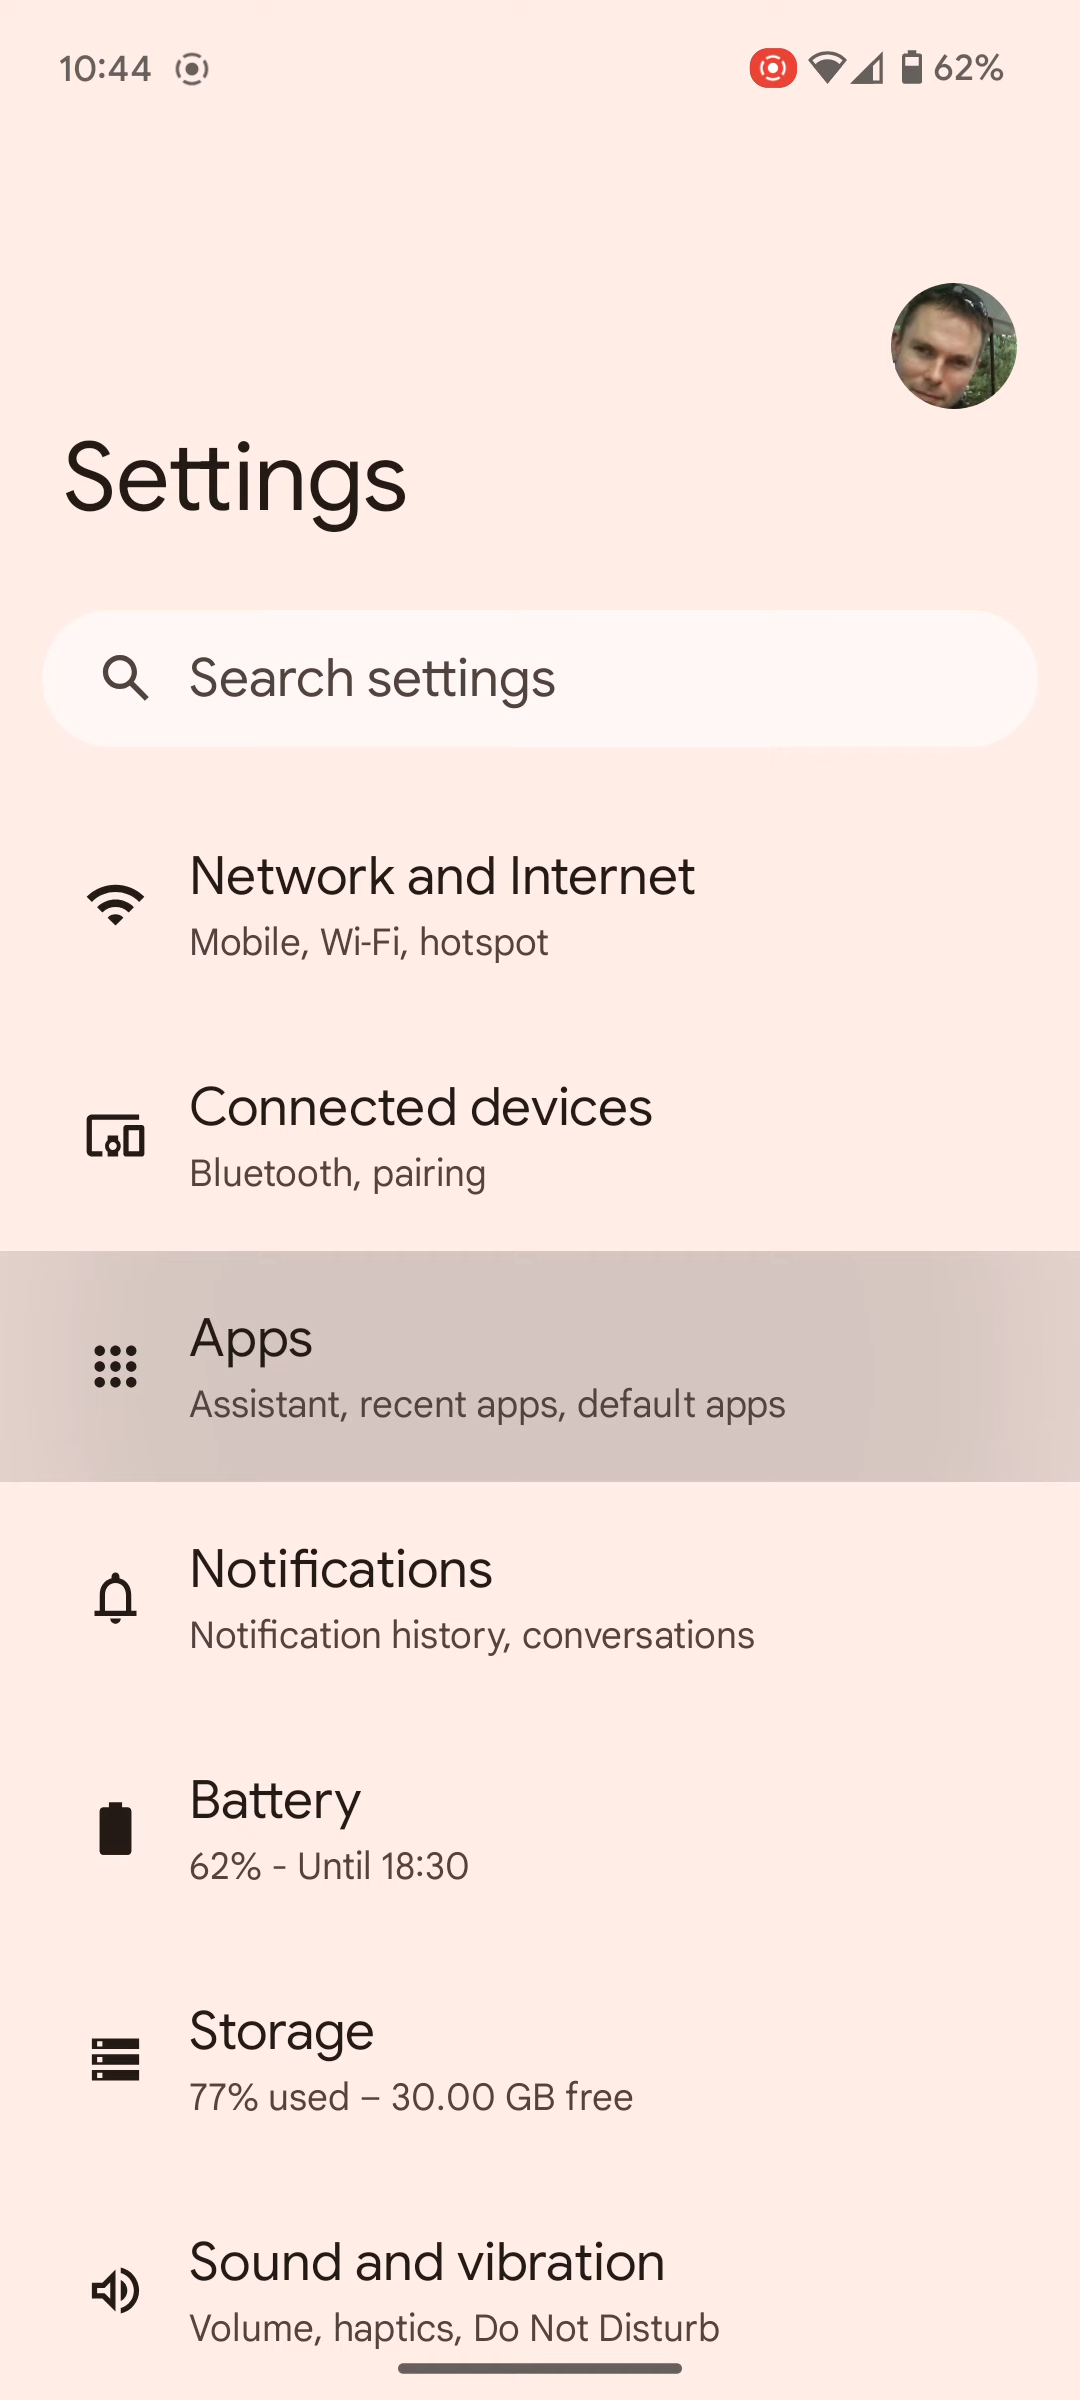 10:44
62%
Settings
Search settings
Network and Internet
Mobile, Wi-Fi, hotspot
Connected devices
Bluetooth, pairing
Apps
Assistant, recent apps, default apps
Notifications
Notification history, conversations
Battery
62% - Until 18:30
Storage
77% used – 30.00 GB free
Sound and vibration
Volume, haptics, Do Not Disturb